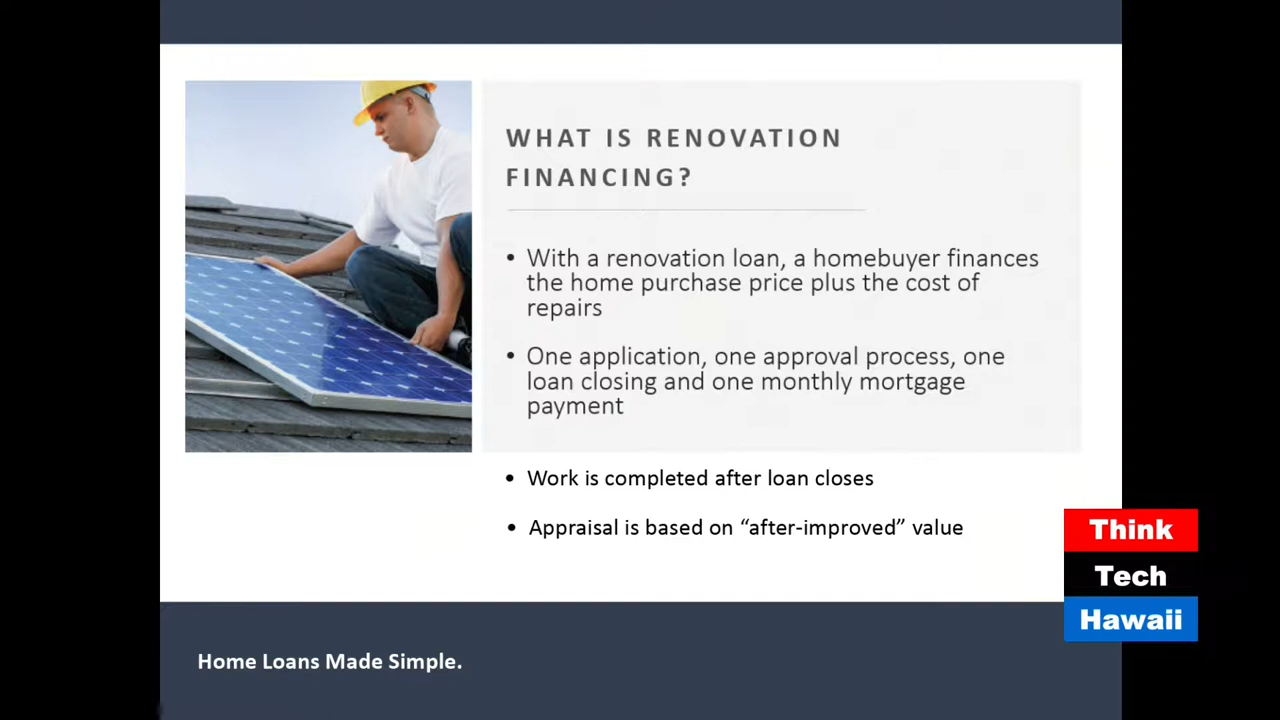 WHAT IS RENOVATION
FINANCING?
• With a renovation loan, a homebuyer finances
the home purchase price plus the cost of
repairs
• One application, one approval process, one
loan closing and one monthly mortgage
payment
• Work is completed after loan closes
• Appraisal is based on “after-improved” value
Think
Tech
Hawaii
Home Loans Made Simple.